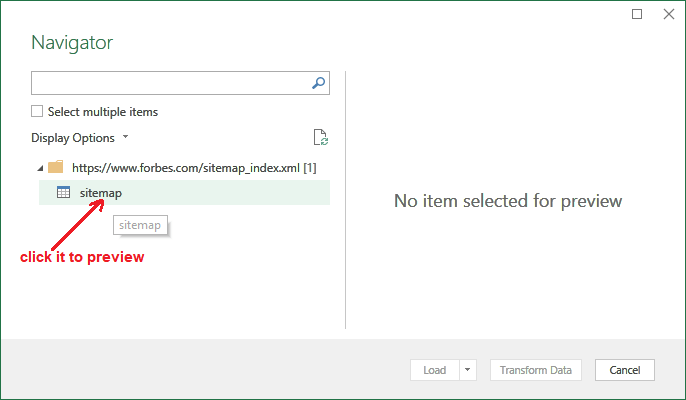 Navigator
Select multiple items
Display Options
https://www.forbes.com/sitemap_index.xml [1]
sitemap
sitemap
click it to preview
No item selected for preview
Load
Transform Data
Cancel